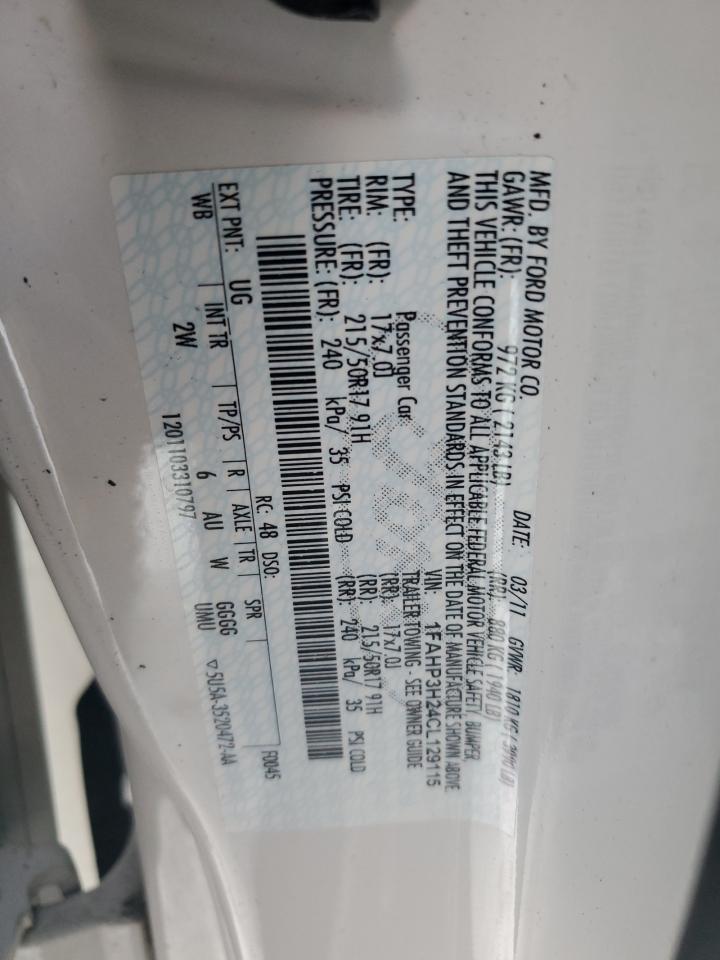 MFD. BY FORD MOTOR CO.
DATE: 03/11 GVWR: 1810 KG ( 3990 LB)
GAWR: (FR): 972 KG ( 2143 LB) (RR): 880 KG ( 1940 LB)
THIS VEHICLE CONFORMS TO ALL APPLICABLE FEDERAL MOTOR VEHICLE SAFETY, BUMPER,
AND THEFT PREVENTION STANDARDS IN EFFECT ON THE DATE OF MANUFACTURE SHOWN ABOVE.
VIN: 1FAHP3H24CL129115
TYPE: Passenger Car TRAILER TOWING - SEE OWNER GUIDE
RIM: (FR): 17x7.0J (RR): 17x7.0J
TIRE: (FR): 215/50R17 91H (RR): 215/50R17 91H
PRESSURE: (FR): 240 kPa/ 35 PSI COLD (RR): 240 kPa/ 35 PSI COLD
F0045
EXT PNT: UG RC: 48 DSO:
WB INT TR TP/PS R AXLE TR SPR
2W 6 AU W GGGG
UMU ▽5U5A-3520472-AA
1201103310797